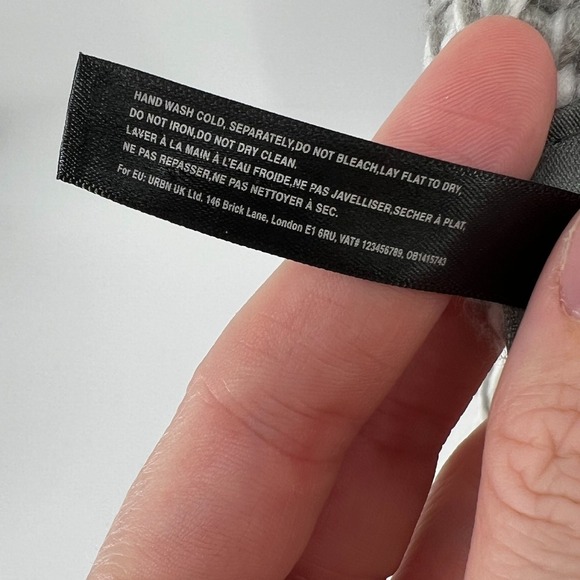 HAND WASH COLD, SEPARATELY,DO NOT BLEACH,LAY FLAT TO DRY,
DO NOT IRON,DO NOT DRY CLEAN.
LAVER À LA MAIN À L'EAU FROIDE,NE PAS JAVELLISER,SECHER À PLAT,
NE PAS REPASSER,NE PAS NETTOYER À SEC.
For EU: URBN UK Ltd. 146 Brick Lane, London E1 6RU, VAT# 123456789, OB1415743